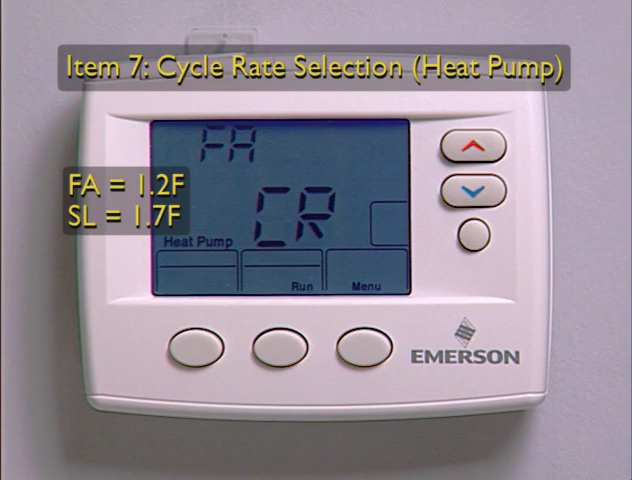 Item 7: Cycle Rate Selection (Heat Pump)
FA
FA = 1.2F
SL = 1.7F
CR
Heat Pump
Run
Menu
EMERSON